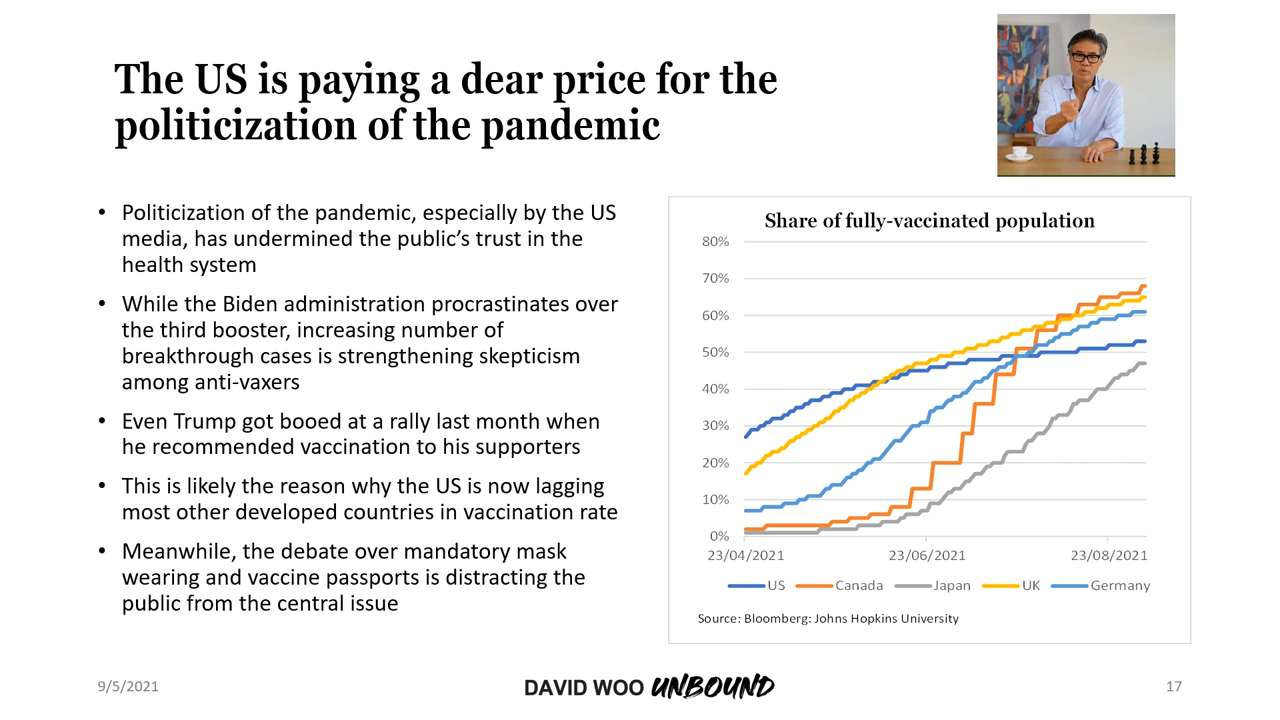 The US is paying a dear price for the
politicization of the pandemic
• Politicization of the pandemic, especially by the US
media, has undermined the public’s trust in the
health system
• While the Biden administration procrastinates over
the third booster, increasing number of
breakthrough cases is strengthening skepticism
among anti-vaxers
• Even Trump got booed at a rally last month when
he recommended vaccination to his supporters
• This is likely the reason why the US is now lagging
most other developed countries in vaccination rate
• Meanwhile, the debate over mandatory mask
wearing and vaccine passports is distracting the
public from the central issue
Share of fully-vaccinated population
80%
70%
60%
50%
40%
30%
20%
10%
0%
23/04/2021 23/06/2021 23/08/2021
US Canada Japan UK Germany
Source: Bloomberg: Johns Hopkins University
9/5/2021
DAVID WOO UNBOUND
17